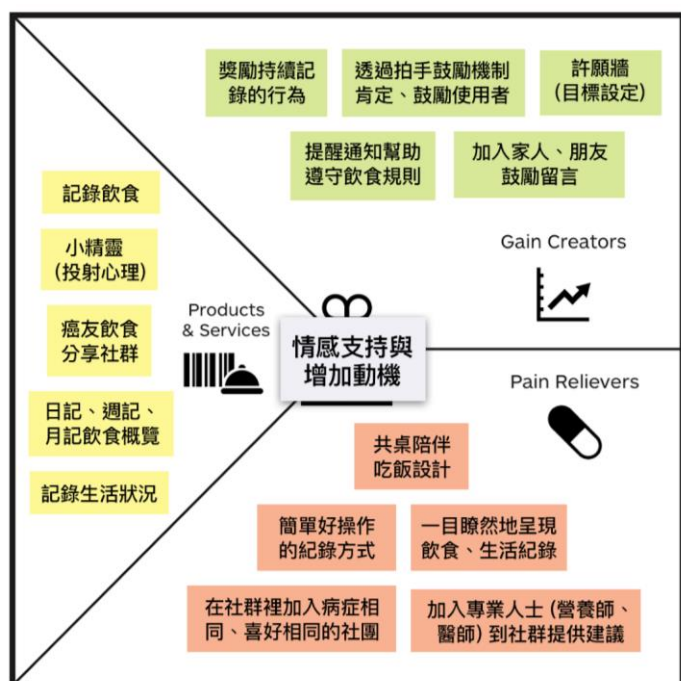 獎勵持續記
錄的行為
透過拍手鼓勵機制
肯定、鼓勵使用者
許願牆
(目標設定)
提醒通知幫助
遵守飲食規則
加入家人、朋友
鼓勵留言
Gain Creators
記錄飲食
小精靈
(投射心理)
癌友飲食
分享社群
日記、週記、
月記飲食概覽
記錄生活狀況
Products
& Services
情感支持與
增加動機
Pain Relievers
共桌陪伴
吃飯設計
簡單好操作
的紀錄方式
一目瞭然地呈現
飲食、生活紀錄
在社群裡加入病症相
同、喜好相同的社團
加入專業人士 (營養師、
醫師) 到社群提供建議